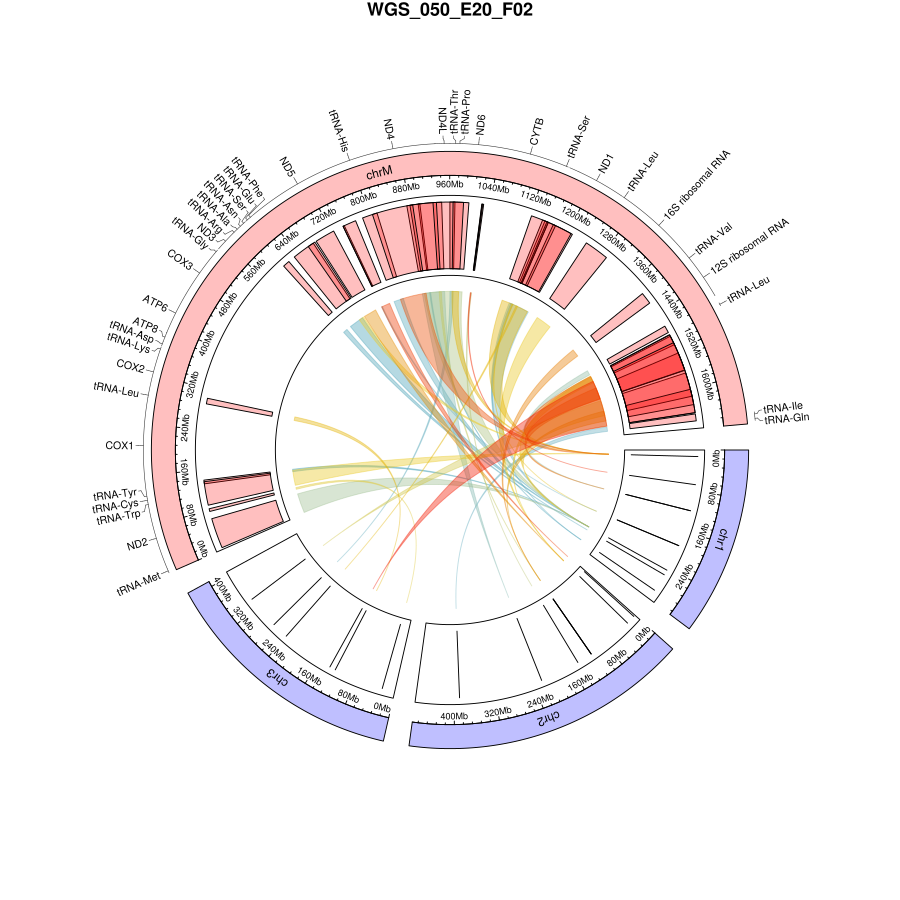 WGS_050_E20_F02
tRNA-Met
ND2
tRNA-Trp
tRNA-Cys
tRNA-Tyr
COX1
tRNA-Leu
COX2
tRNA-Lys
tRNA-Asp
ATP8
ATP6
COX3
tRNA-Gly
ND3
tRNA-Arg
tRNA-Ala
tRNA-Asn
tRNA-Ser
tRNA-Glu
tRNA-Phe
ND5
tRNA-His
ND4
ND4L
tRNA-Thr
tRNA-Pro
ND6
CYTB
tRNA-Ser
ND1
tRNA-Leu
16S ribosomal RNA
tRNA-Val
12S ribosomal RNA
tRNA-Leu
tRNA-Ile
tRNA-Gln
chrM
0Mb
80Mb
160Mb
240Mb
320Mb
400Mb
480Mb
560Mb
640Mb
720Mb
800Mb
880Mb
960Mb
1040Mb
1120Mb
1200Mb
1280Mb
1360Mb
1440Mb
1520Mb
1600Mb
chr1
0Mb
80Mb
160Mb
240Mb
chr2
0Mb
80Mb
160Mb
240Mb
320Mb
400Mb
chr3
0Mb
80Mb
160Mb
240Mb
320Mb
400Mb